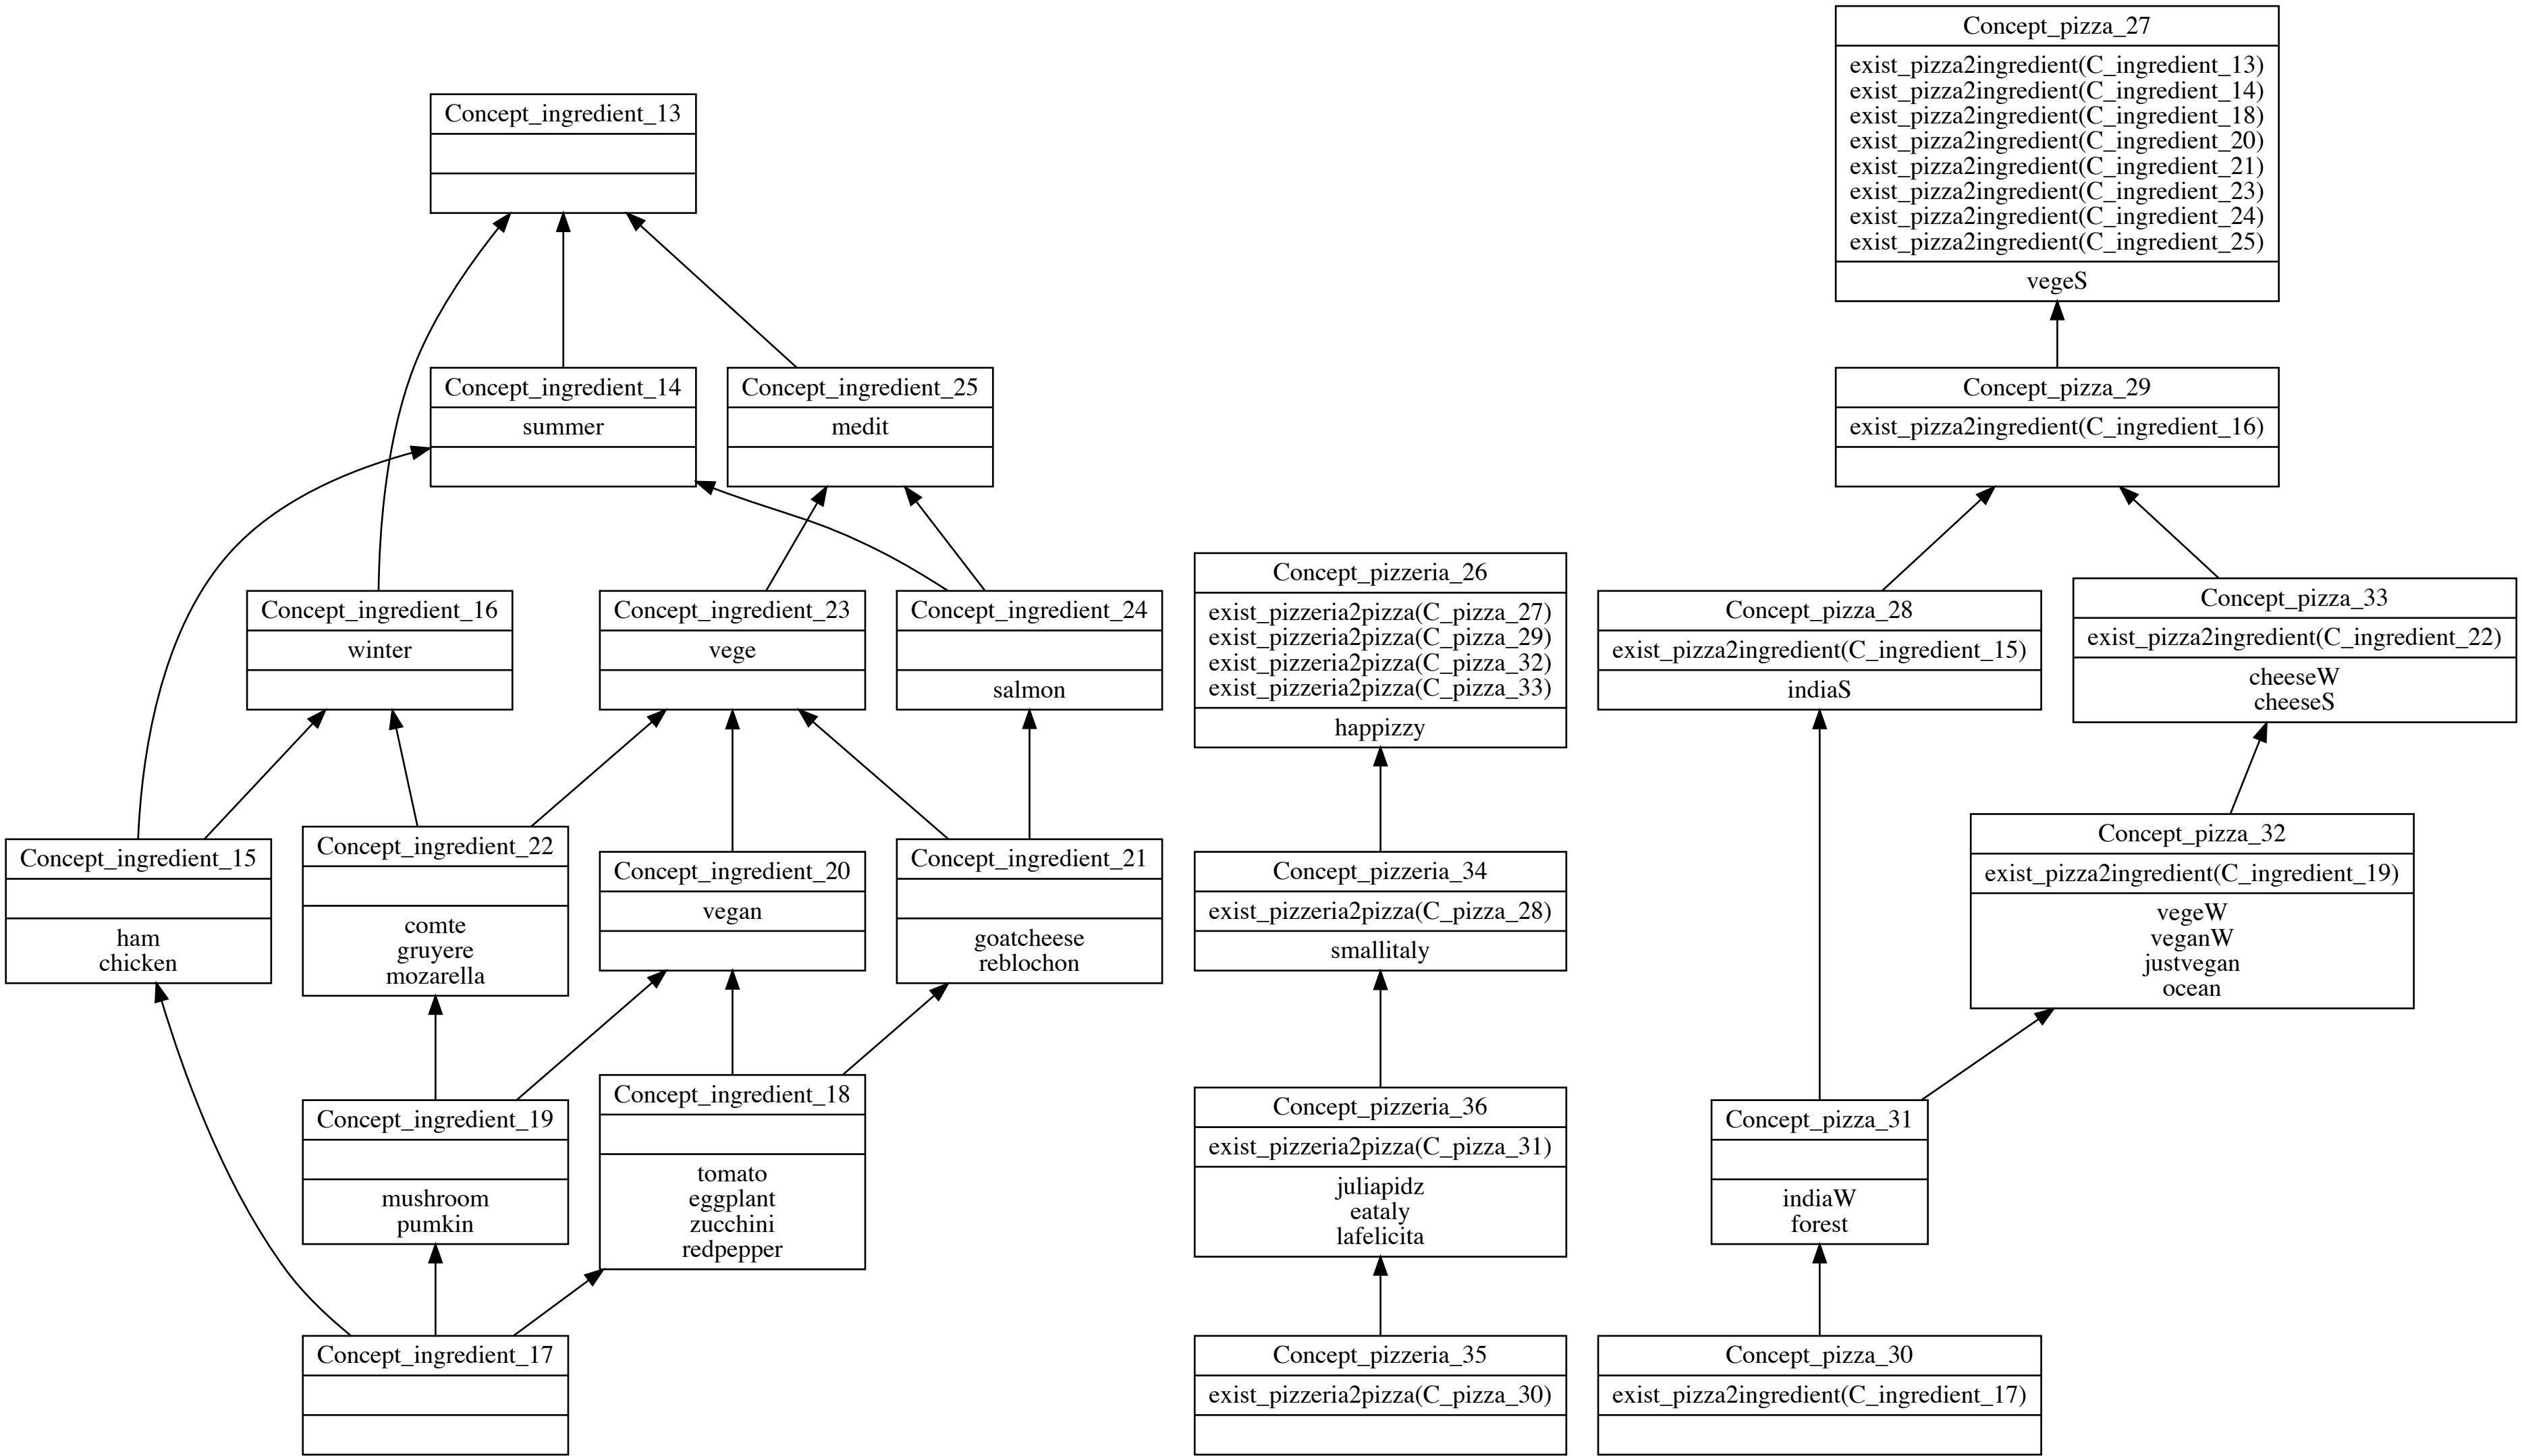 Concept_pizza_27
exist_pizza2ingredient(C_ingredient_13)
exist_pizza2ingredient(C_ingredient_14)
exist_pizza2ingredient(C_ingredient_18)
exist_pizza2ingredient(C_ingredient_20)
exist_pizza2ingredient(C_ingredient_21)
exist_pizza2ingredient(C_ingredient_23)
exist_pizza2ingredient(C_ingredient_24)
exist_pizza2ingredient(C_ingredient_25)
vegeS
Concept_ingredient_13
Concept_ingredient_14
summer
Concept_ingredient_25
medit
Concept_pizza_29
exist_pizza2ingredient(C_ingredient_16)
Concept_ingredient_16
winter
Concept_ingredient_23
vege
Concept_ingredient_24
salmon
Concept_pizzeria_26
exist_pizzeria2pizza(C_pizza_27)
exist_pizzeria2pizza(C_pizza_29)
exist_pizzeria2pizza(C_pizza_32)
exist_pizzeria2pizza(C_pizza_33)
happizzy
Concept_pizza_28
exist_pizza2ingredient(C_ingredient_15)
indiaS
Concept_pizza_33
exist_pizza2ingredient(C_ingredient_22)
cheeseW
cheeseS
Concept_ingredient_15
ham
chicken
Concept_ingredient_22
comte
gruyere
mozarella
Concept_ingredient_20
vegan
Concept_ingredient_21
goatcheese
reblochon
Concept_pizzeria_34
exist_pizzeria2pizza(C_pizza_28)
smallitaly
Concept_pizza_32
exist_pizza2ingredient(C_ingredient_19)
vegeW
veganW
justvegan
ocean
Concept_ingredient_19
mushroom
pumkin
Concept_ingredient_18
tomato
eggplant
zucchini
redpepper
Concept_pizzeria_36
exist_pizzeria2pizza(C_pizza_31)
juliapidz
eataly
lafelicita
Concept_pizza_31
indiaW
forest
Concept_ingredient_17
Concept_pizzeria_35
exist_pizzeria2pizza(C_pizza_30)
Concept_pizza_30
exist_pizza2ingredient(C_ingredient_17)